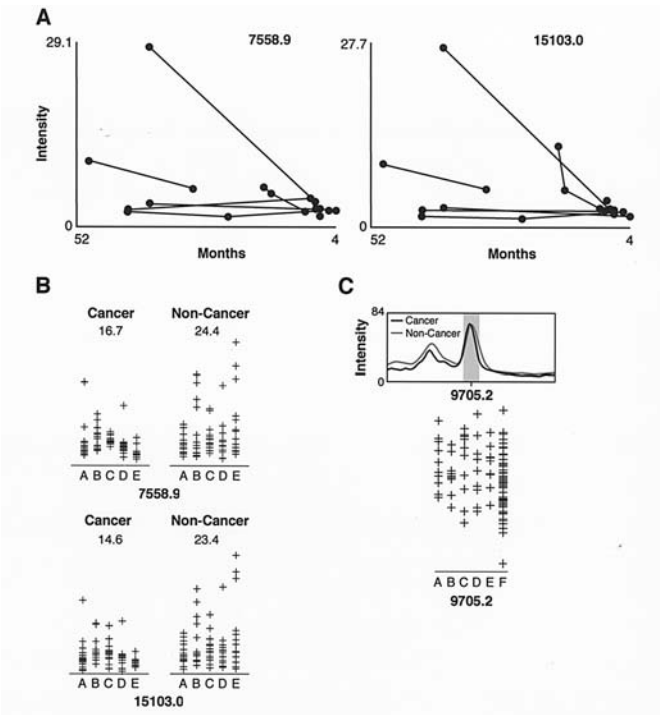 A
29.1
7558.9
27.7
15103.0
Intensity
0
0
52
4
52
4
Months
Months
B
Cancer
Non-Cancer
16.7
24.4
A B C D E
A B C D E
7558.9
Cancer
Non-Cancer
14.6
23.4
A B C D E
A B C D E
15103.0
C
84
Cancer
Non-Cancer
Intensity
0
9705.2
A B C D E F
9705.2